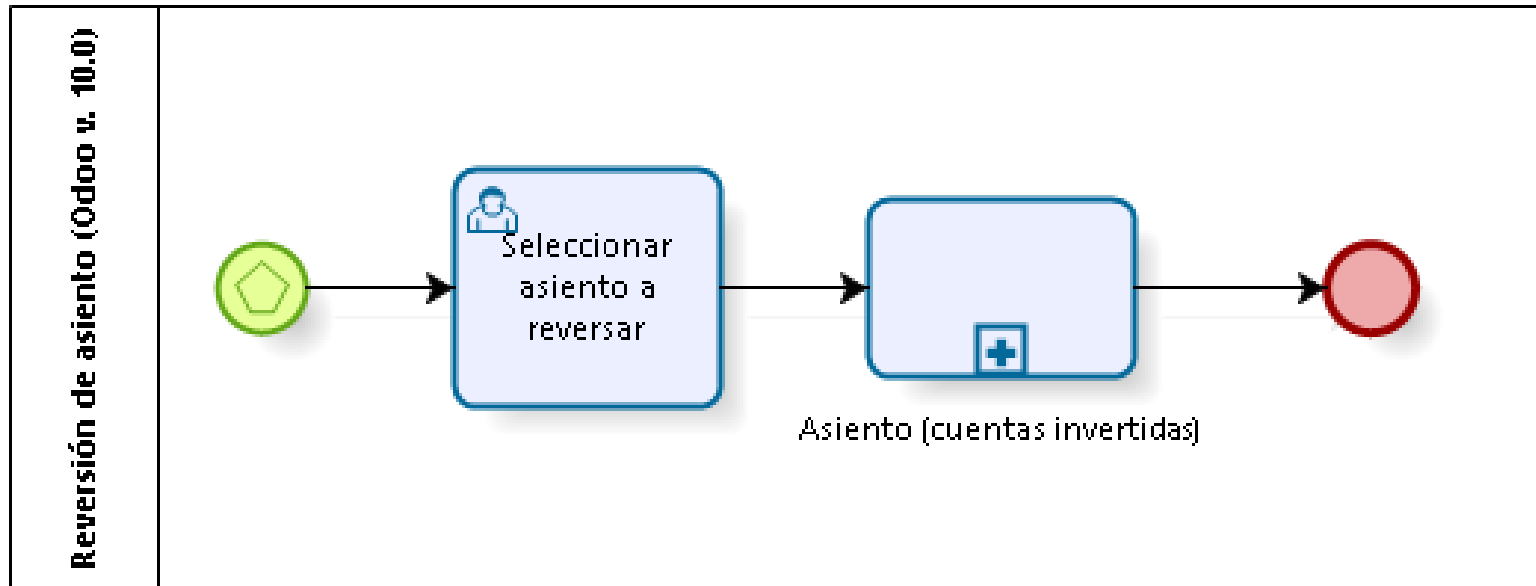 Reversión de asiento (Odoo v. 10.0)
Seleccionar
asiento a
reversar
Asiento (cuentas invertidas)